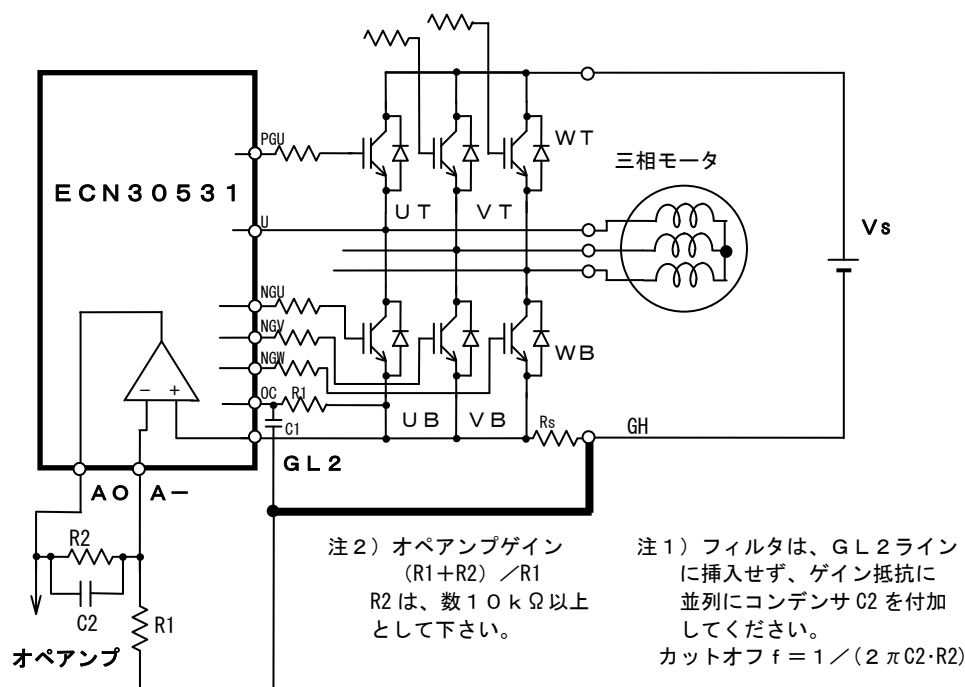 PGU
ECN30531
U
UT
VT
WT
三相モータ
Vs
NGU
NGV
NGW
OC
R1
C1
UB
VB
WB
Rs
GH
GL2
－
＋
AO
A－
R2
C2
R1
オペアンプ
注２）オペアンプゲイン
(R1+R2) ／R1
R2 は、数１０ｋΩ以上
として下さい。
注１）フィルタは、ＧＬ２ライン
に挿入せず、ゲイン抵抗に
並列にコンデンサ C2 を付加
してください。
カットオフｆ＝１／(２πC2･R2)